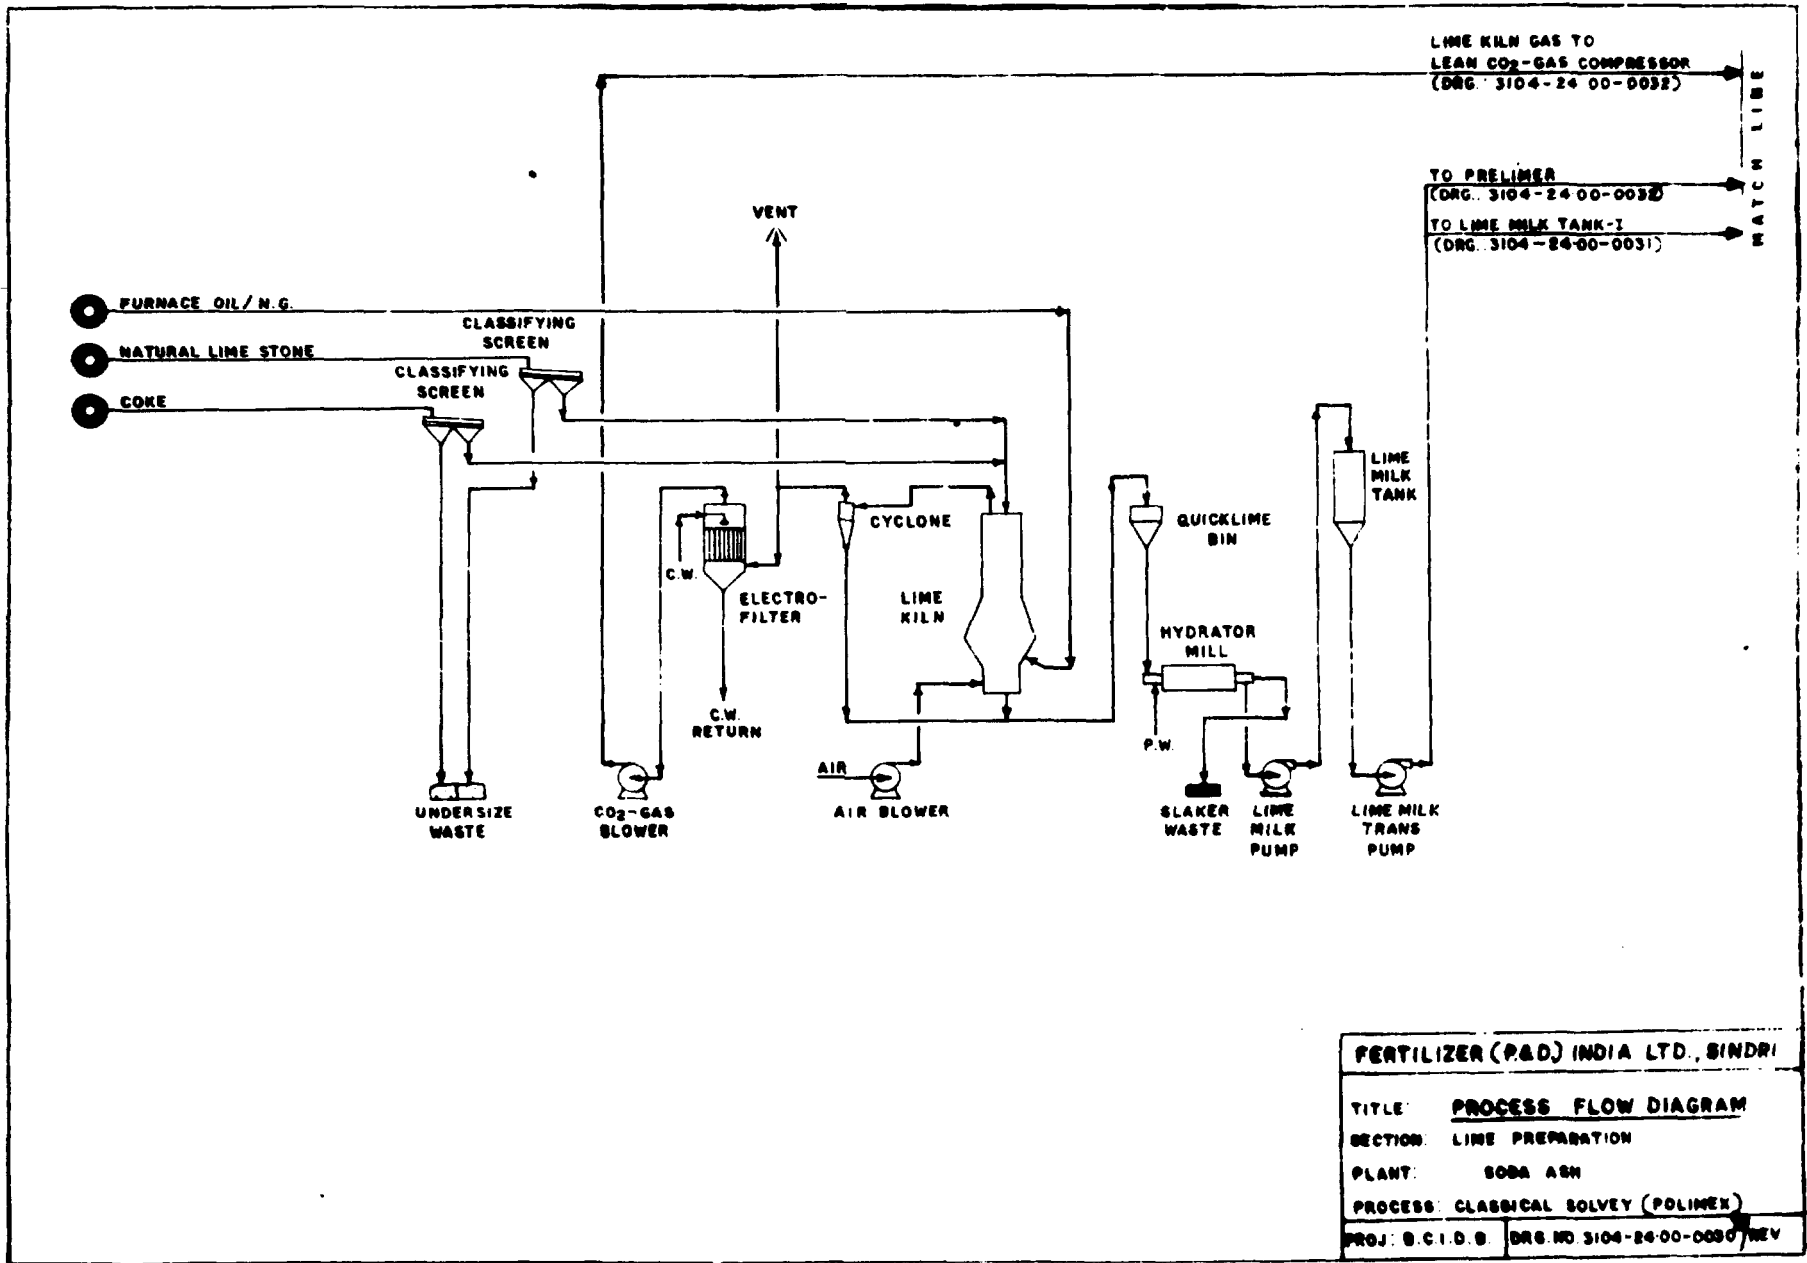 LIME KILN GAS TO
LEAN CO2-GAS COMPRESSOR
(DRG. 3104-24 00-0032)
MATCH LINE
TO PRELIMER
(DRG. 3104-24 00-0032)
TO LIME MILK TANK-I
(DRG. 3104-24-00-0031)
VENT
FURNACE OIL/N.G.
CLASSIFYING
SCREEN
NATURAL LIME STONE
CLASSIFYING
SCREEN
COKE
LIME
MILK
TANK
CYCLONE
QUICKLIME
BIN
C.W.
ELECTRO-
FILTER
LIME
KILN
HYDRATOR
MILL
C.W.
RETURN
P.W.
AIR
UNDERSIZE
WASTE
CO2-GAS
BLOWER
AIR BLOWER
SLAKER
WASTE
LIME
MILK
PUMP
LIME MILK
TRANS
PUMP
FERTILIZER (P.&D.) INDIA LTD., SINDRI
TITLE: PROCESS FLOW DIAGRAM
SECTION: LIME PREPARATION
PLANT: SODA ASH
PROCESS: CLASSICAL SOLVEY (POLIMEX)
PROJ: B.C.I.D.B. DRG.NO. 3104-24-00-0030/REV